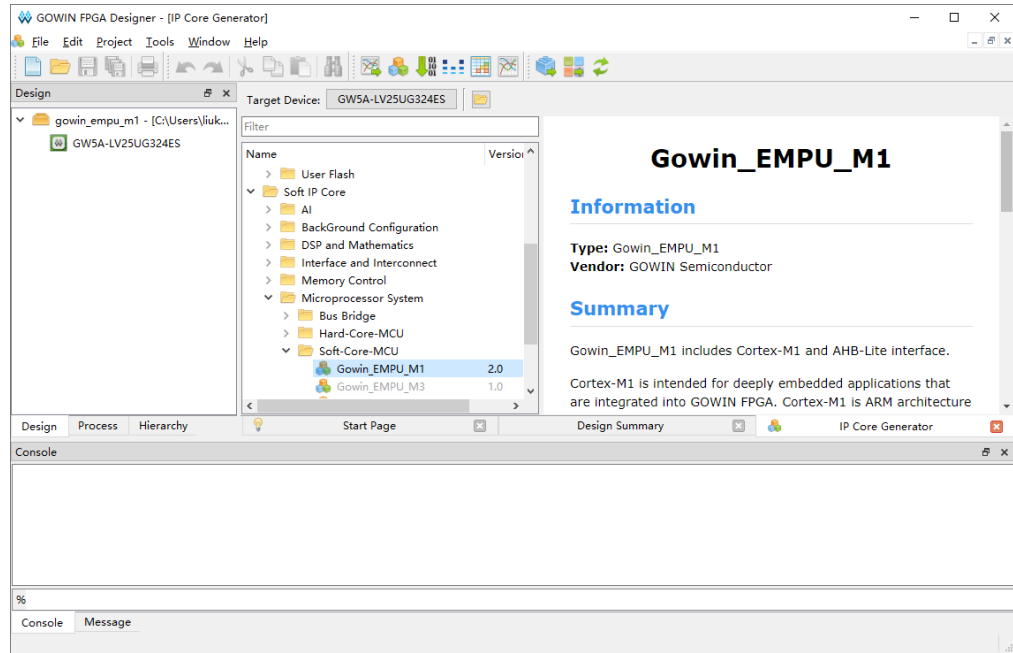 GOWIN FPGA Designer - [IP Core Generator]
File Edit Project Tools Window Help
Design
Target Device: GW5A-LV25UG324ES
gowin_empu_m1 - [C:\Users\liuk...
GW5A-LV25UG324ES
Filter
Name Version
User Flash
Soft IP Core
AI
BackGround Configuration
DSP and Mathematics
Interface and Interconnect
Memory Control
Microprocessor System
Bus Bridge
Hard-Core-MCU
Soft-Core-MCU
Gowin_EMPU_M1 2.0
Gowin_EMPU_M3 1.0
Gowin_EMPU_M1
Information
Type: Gowin_EMPU_M1
Vendor: GOWIN Semiconductor
Summary
Gowin_EMPU_M1 includes Cortex-M1 and AHB-Lite interface.
Cortex-M1 is intended for deeply embedded applications that
are integrated into GOWIN FPGA. Cortex-M1 is ARM architecture
Design Process Hierarchy
Start Page Design Summary IP Core Generator
Console
%
Console Message